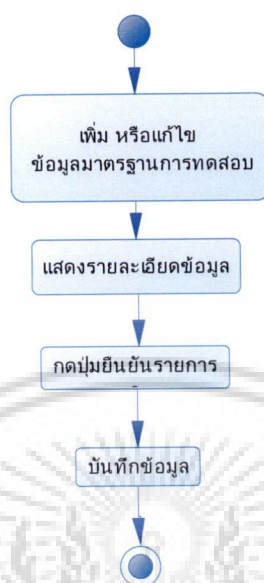 เพิ่ม หรือแก้ไข
ข้อมูลมาตรฐานการทดสอบ
แสดงรายละเอียดข้อมูล
กดปุ่มยืนยันรายการ
บันทึกข้อมูล